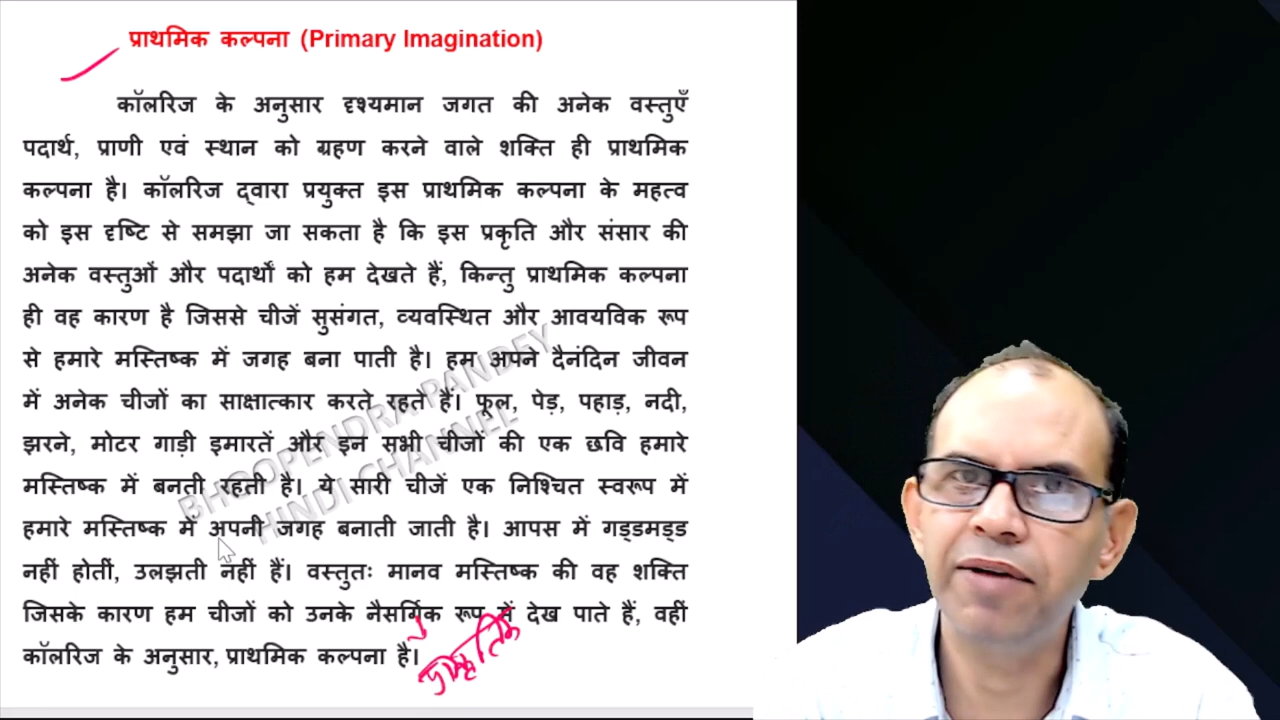 प्राथमिक कल्पना (Primary Imagination)
कॉलरिज के अनुसार दृश्यमान जगत की अनेक वस्तुएँ
पदार्थ, प्राणी एवं स्थान को ग्रहण करने वाले शक्ति ही प्राथमिक
कल्पना है। कॉलरिज द्वारा प्रयुक्त इस प्राथमिक कल्पना के महत्व
को इस दृष्टि से समझा जा सकता है कि इस प्रकृति और संसार की
अनेक वस्तुओं और पदार्थों को हम देखते हैं, किन्तु प्राथमिक कल्पना
ही वह कारण है जिससे चीजें सुसंगत, व्यवस्थित और आवयविक रूप
से हमारे मस्तिष्क में जगह बना पाती है। हम अपने दैनंदिन जीवन
में अनेक चीजों का साक्षात्कार करते रहते हैं। फूल, पेड़, पहाड़, नदी,
झरने, मोटर गाड़ी इमारतें और इन सभी चीजों की एक छवि हमारे
मस्तिष्क में बनती रहती है। ये सारी चीजें एक निश्चित स्वरूप में
हमारे मस्तिष्क में अपनी जगह बनाती जाती है। आपस में गड्डमड्ड
नहीं होतीं, उलझती नहीं हैं। वस्तुतः मानव मस्तिष्क की वह शक्ति
जिसके कारण हम चीजों को उनके नैसर्गिक रूप में देख पाते हैं, वहीं
कॉलरिज के अनुसार, प्राथमिक कल्पना है।
प्राकृतिक
BHOOPENDRA PANDEY
HINDI CHANNEL